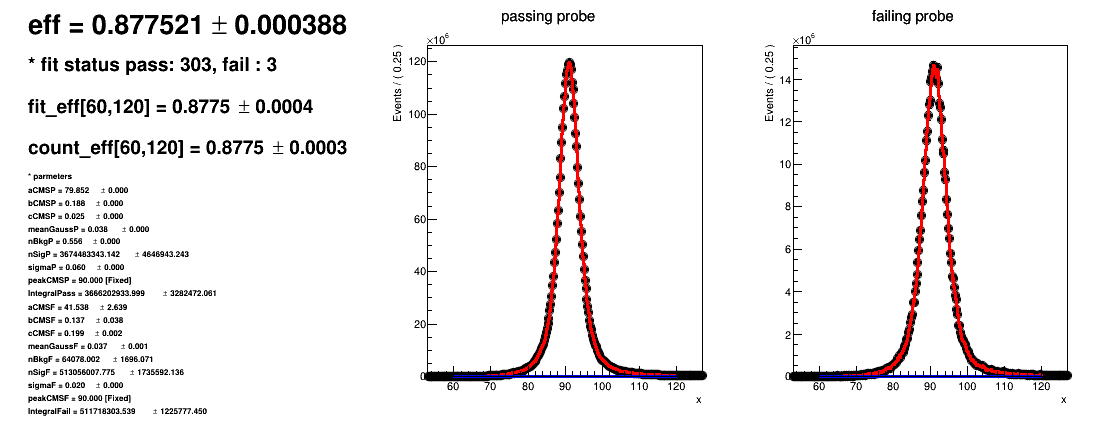 eff = 0.877521 ± 0.000388
* fit status pass: 303, fail : 3
fit_eff[60,120] = 0.8775 ± 0.0004
count_eff[60,120] = 0.8775 ± 0.0003
* parmeters
aCMSP = 79.852 ± 0.000
bCMSP = 0.188 ± 0.000
cCMSP = 0.025 ± 0.000
meanGaussP = 0.038 ± 0.000
nBkgP = 0.556 ± 0.000
nSigP = 3674483343.142 ± 4646943.243
sigmaP = 0.060 ± 0.000
peakCMSP = 90.000 [Fixed]
IntegralPass = 3666202933.999 ± 3282472.061
aCMSF = 41.538 ± 2.639
bCMSF = 0.137 ± 0.038
cCMSF = 0.199 ± 0.002
meanGaussF = 0.037 ± 0.001
nBkgF = 64078.002 ± 1696.071
nSigF = 513056007.775 ± 1735592.136
sigmaF = 0.020 ± 0.000
peakCMSF = 90.000 [Fixed]
IntegralFail = 511718303.539 ± 1225777.450
passing probe
×10⁶
Events / ( 0.25 )
120
100
80
60
40
20
0
60 70 80 90 100 110 120
x
failing probe
×10⁶
Events / ( 0.25 )
14
12
10
8
6
4
2
0
60 70 80 90 100 110 120
x